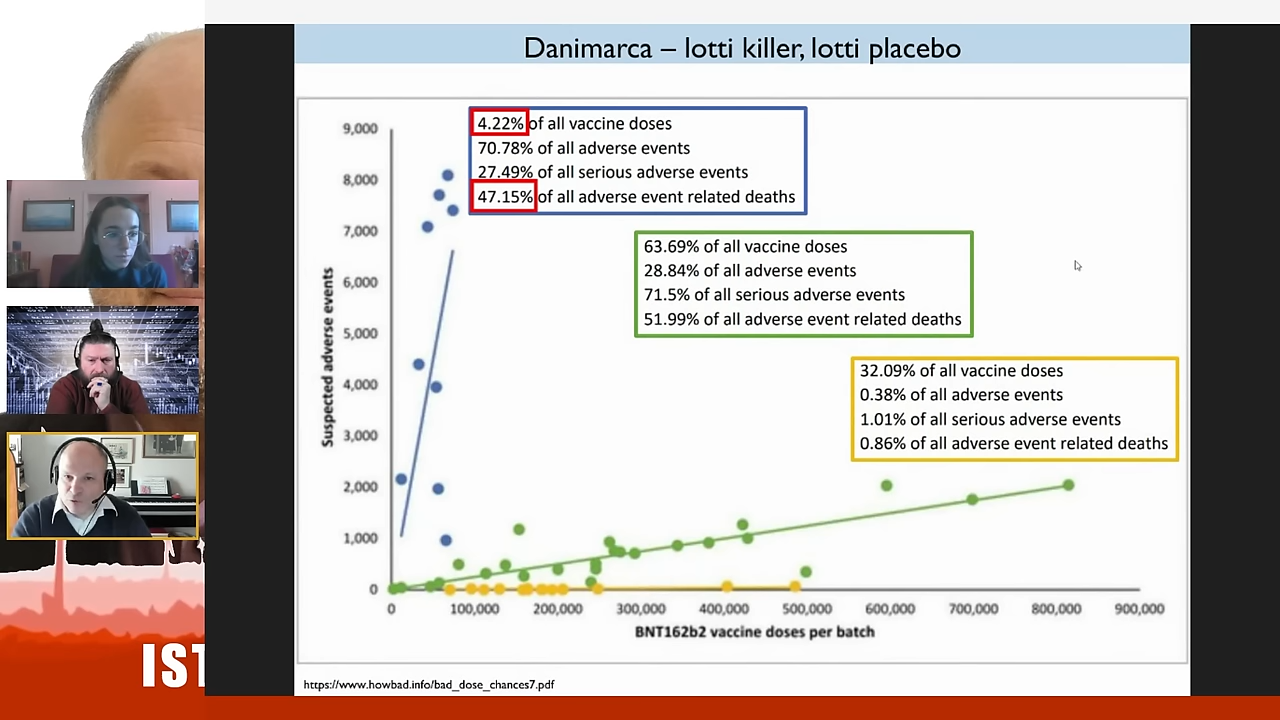 Danimarca – lotti killer, lotti placebo
4.22% of all vaccine doses
70.78% of all adverse events
27.49% of all serious adverse events
47.15% of all adverse event related deaths
63.69% of all vaccine doses
28.84% of all adverse events
71.5% of all serious adverse events
51.99% of all adverse event related deaths
32.09% of all vaccine doses
0.38% of all adverse events
1.01% of all serious adverse events
0.86% of all adverse event related deaths
Suspected adverse events
9,000
8,000
7,000
6,000
5,000
4,000
3,000
2,000
1,000
0
0 100,000 200,000 300,000 400,000 500,000 600,000 700,000 800,000 900,000
BNT162b2 vaccine doses per batch
https://www.howbad.info/bad_dose_chances7.pdf
IST